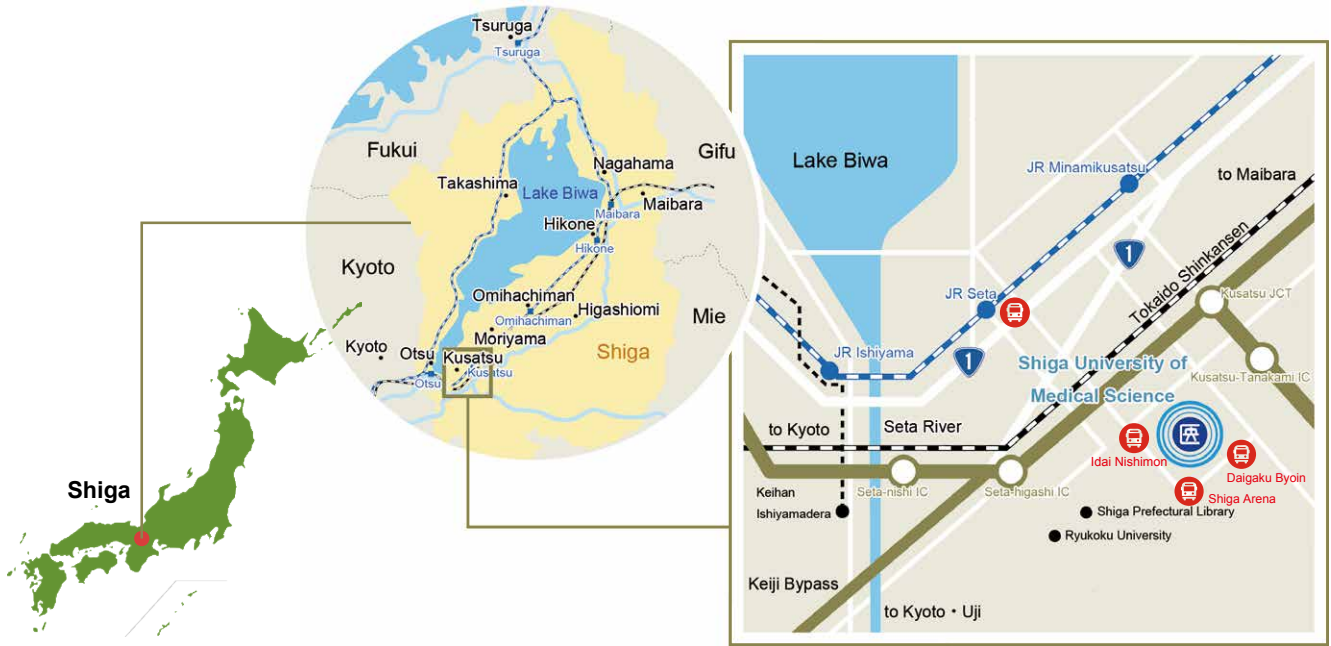 Tsuruga
Tsuruga
Fukui
Gifu
Nagahama
Takashima
Lake Biwa
Maibara
Maibara
Hikone
Hikone
Kyoto
Omihachiman
Omihachiman
Higashiomi
Mie
Moriyama
Shiga
Kyoto
Otsu
Kusatsu
Kusatsu
Otsu
Shiga
Lake Biwa
JR Minamikusatsu
to Maibara
1
Tokaido Shinkansen
JR Seta
Kusatsu JCT
JR Ishiyama
1
Shiga University of
Medical Science
Kusatsu-Tanakami IC
to Kyoto
Seta River
医
Idai Nishimon
Daigaku Byoin
Seta-nishi IC
Seta-higashi IC
Shiga Arena
Keihan
Ishiyamadera
Shiga Prefectural Library
Ryukoku University
Keiji Bypass
to Kyoto・Uji